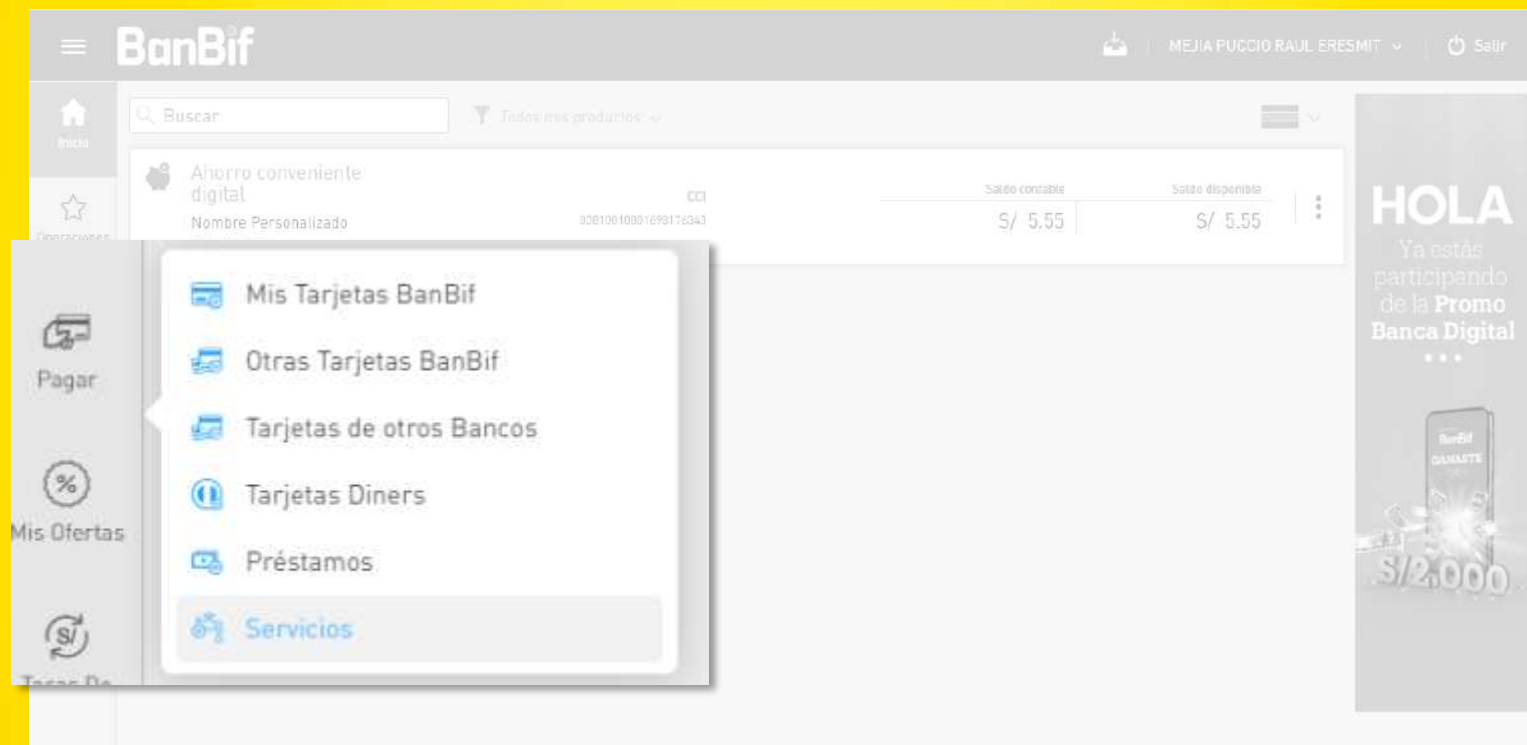 BanBif
MEJIA PUCCIO RAUL ERESMIT
Salir
Inicio
Buscar
Todos mis productos
Ahorro conveniente
digital
Nombre Personalizado
CCI
Saldo contable
S/ 5.55
Saldo disponible
S/ 5.55
Operaciones
Pagar
Mis Ofertas
S/
Mis Tarjetas BanBif
Otras Tarjetas BanBif
Tarjetas de otros Bancos
Tarjetas Diners
Préstamos
Servicios
HOLA
Ya estás
participando
de la Promo
Banca Digital
BanBif
GANASTE
S/2,000